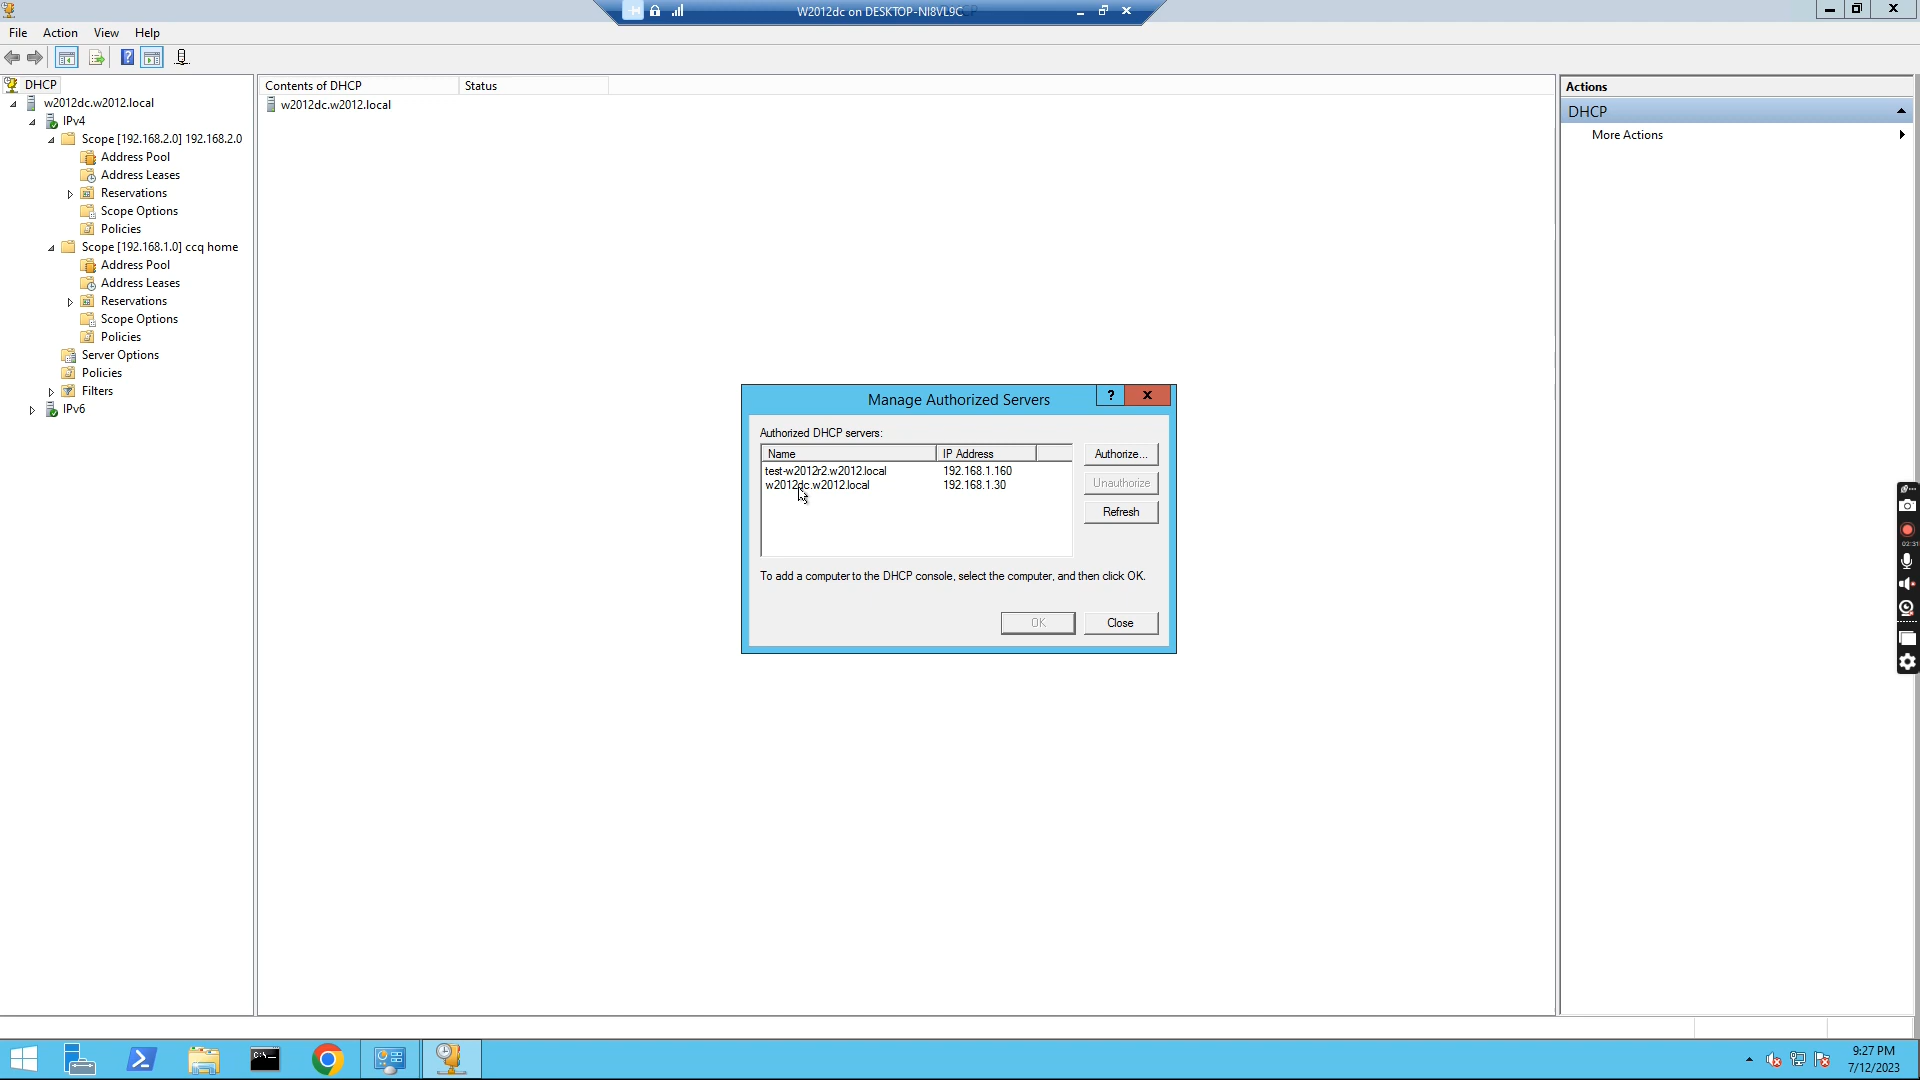 W2012dc on DESKTOP-NI8VL9C
File Action View Help
DHCP
w2012dc.w2012.local
IPv4
Scope [192.168.2.0] 192.168.2.0
Address Pool
Address Leases
Reservations
Scope Options
Policies
Scope [192.168.1.0] ccq home
Address Pool
Address Leases
Reservations
Scope Options
Policies
Server Options
Policies
Filters
IPv6
Contents of DHCP Status
w2012dc.w2012.local
Manage Authorized Servers
Authorized DHCP servers:
Name IP Address
test-w2012r2.w2012.local 192.168.1.160
w2012dc.w2012.local 192.168.1.30
Authorize...
Unauthorize
Refresh
To add a computer to the DHCP console, select the computer, and then click OK.
OK Close
Actions
DHCP
More Actions
02:31
9:27 PM
7/12/2023